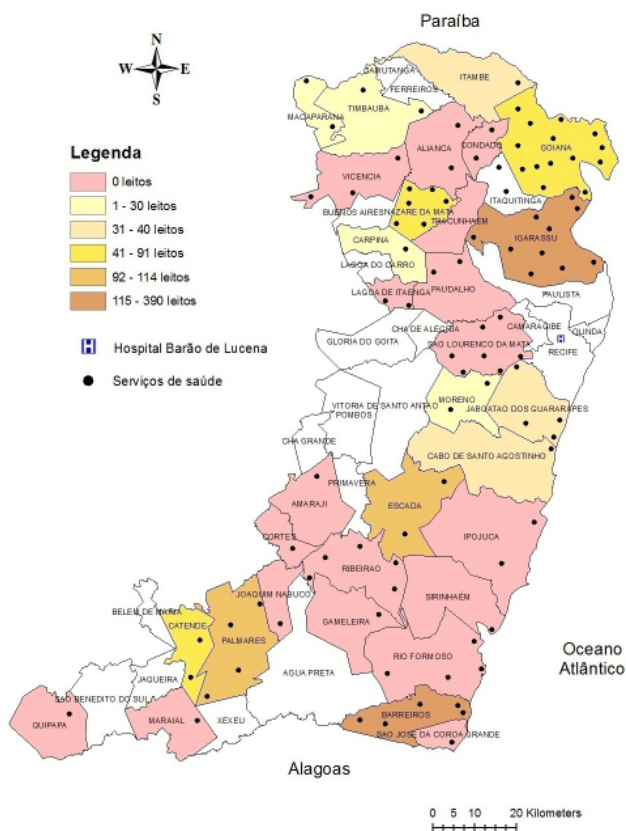 Paraíba
N
W E
S
CAMUTANGA
ITAMBE
FERREIROS
TIMBAUBA
MACAPARANA
Legenda
0 leitos
1 - 30 leitos
31 - 40 leitos
41 - 91 leitos
92 - 114 leitos
115 - 390 leitos
H Hospital Barão de Lucena
Serviços de saúde
ALIANCA
CONDADO
GOIANA
VICENCIA
ITAQUITINGA
BUENOS AIRES
NAZARE DA MATA
TRACUNHAEM
IGARASSU
CARPINA
LAGOA DO CARRO
LAGOA DE ITAENGA
PAUDALHO
PAULISTA
CHA DE ALEGRIA
CAMARAGIBE
OLINDA
GLORIA DO GOITA
SAO LOURENCO DA MATA
H
RECIFE
MORENO
JABOATAO DOS GUARARAPES
VITORIA DE SANTO ANTAO
POMBOS
CHA GRANDE
CABO DE SANTO AGOSTINHO
PRIMAVERA
AMARAJI
ESCADA
IPOJUCA
CORTES
RIBEIRAO
JOAQUIM NABUCO
SIRINHAÉM
BELEM DE MARIA
CATENDE
GAMELEIRA
PALMARES
RIO FORMOSO
Oceano
Atlântico
JAQUEIRA
AGUA PRETA
SAO BENEDITO DO SUL
QUIPAPA
MARAIAL
XEXEU
BARREIROS
SAO JOSE DA COROA GRANDE
Alagoas
0 5 10 20 Kilometers